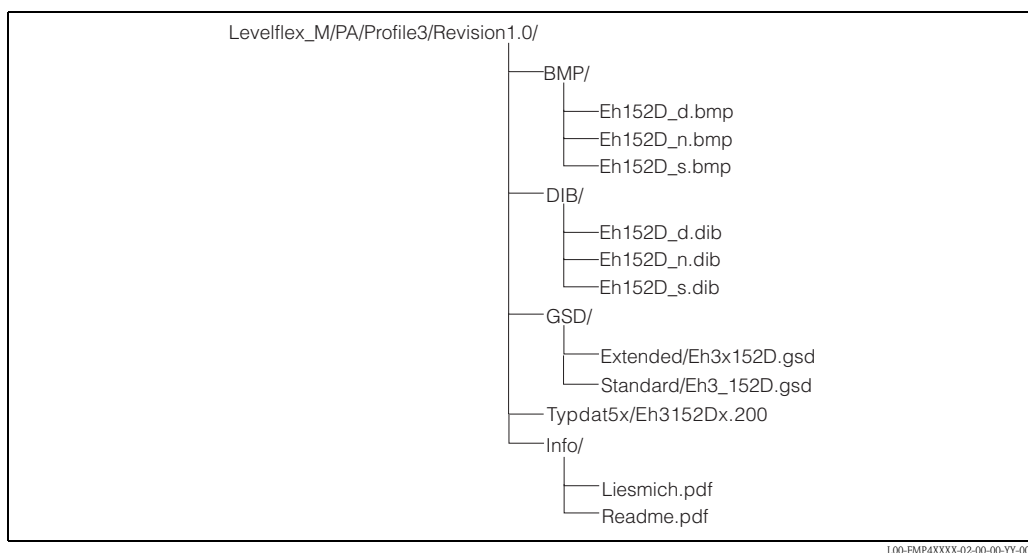 Levelflex_M/PA/Profile3/Revision1.0/
BMP/
Eh152D_d.bmp
Eh152D_n.bmp
Eh152D_s.bmp
DIB/
Eh152D_d.dib
Eh152D_n.dib
Eh152D_s.dib
GSD/
Extended/Eh3x152D.gsd
Standard/Eh3_152D.gsd
Typdat5x/Eh3152Dx.200
Info/
Liesmich.pdf
Readme.pdf